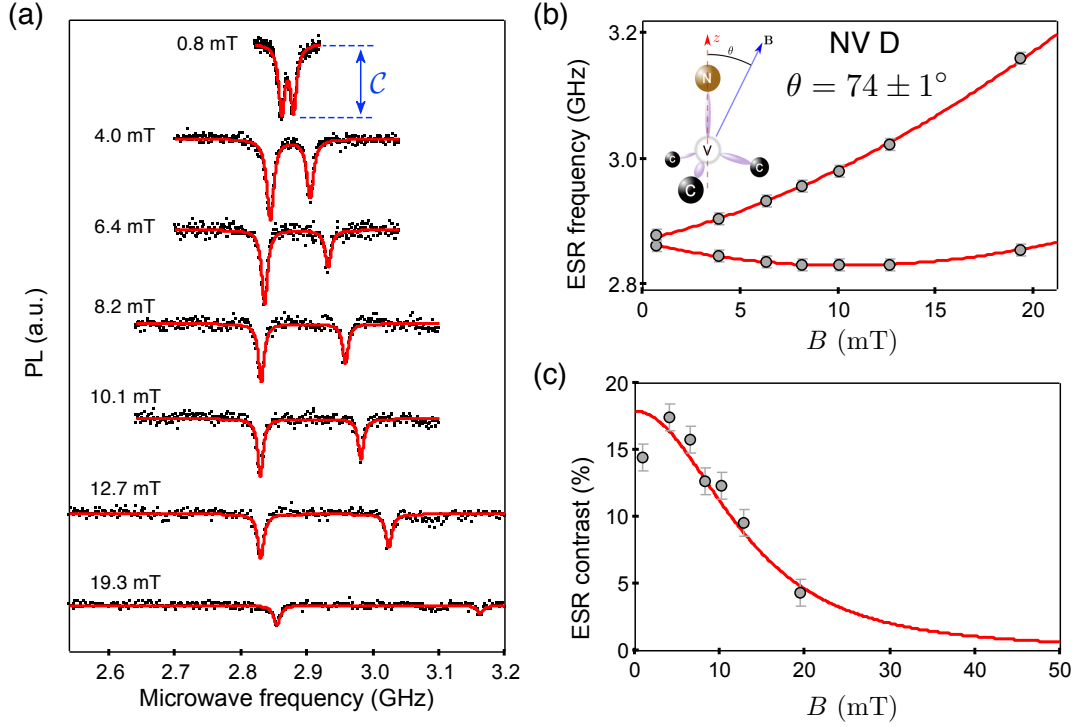 (a)
0.8 mT
C
4.0 mT
6.4 mT
8.2 mT
10.1 mT
12.7 mT
19.3 mT
PL (a.u.)
2.6 2.7 2.8 2.9 3.0 3.1 3.2
Microwave frequency (GHz)
(b)
NV D
θ = 74 ± 1°
z
θ
B
N
V
C
C
C
ESR frequency (GHz)
3.2
3.0
2.8
0 5 10 15 20
B (mT)
(c)
ESR contrast (%)
20
15
10
5
0
0 10 20 30 40 50
B (mT)